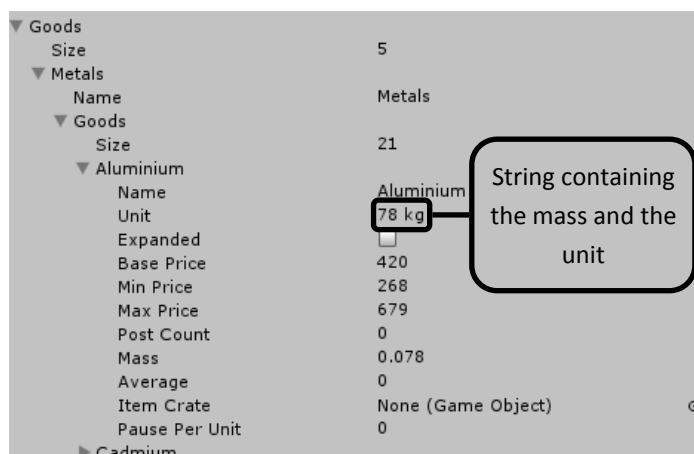 Goods
Size 5
Metals
Name Metals
Goods
Size 21
Aluminium
Name Aluminium
Unit 78 kg
Expanded
Base Price 420
Min Price 268
Max Price 679
Post Count 0
Mass 0.078
Average 0
Item Crate None (Game Object)
Pause Per Unit 0
Cadmium
String containing
the mass and the
unit